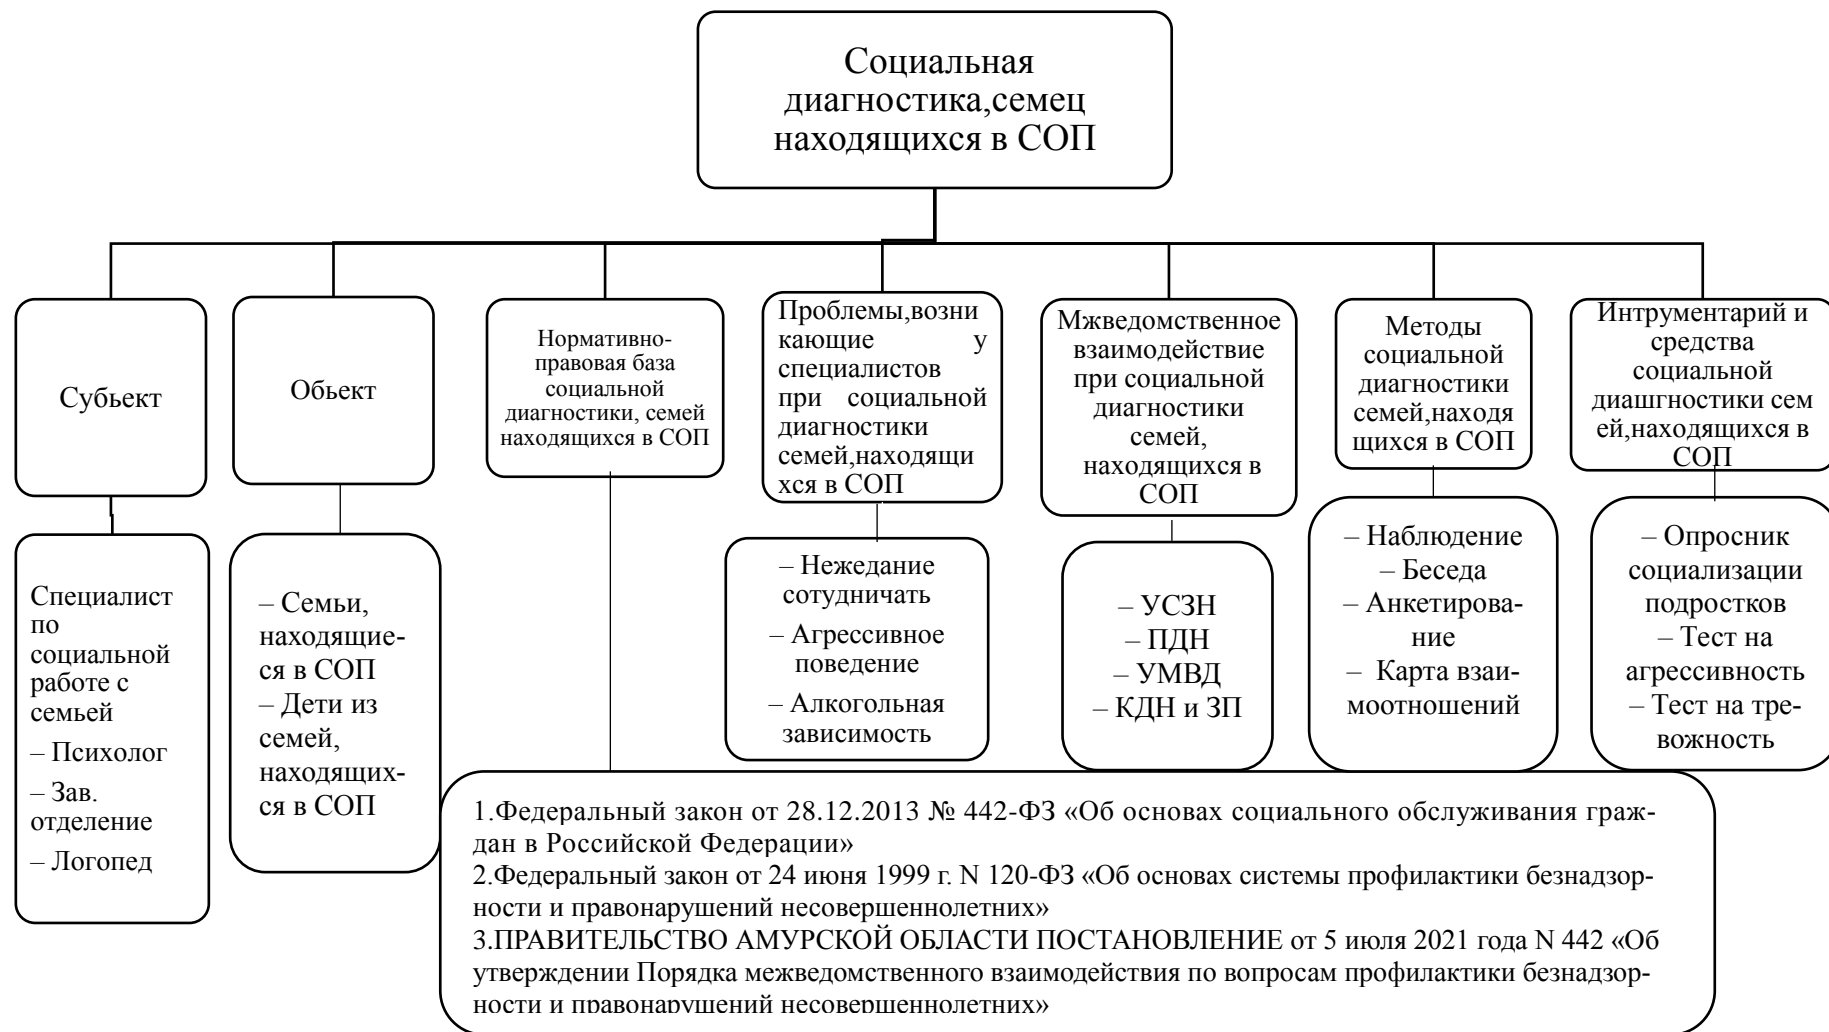 Социальная
диагностика,семец
находящихся в СОП
Субьект
Обьект
Нормативно-
правовая база
социальной
диагностики, семей
находящихся в СОП
Проблемы,возни
кающие у
специалистов
при социальной
диагностики
семей,находящи
хся в СОП
Мжведомственное
взаимодействие
при социальной
диагностики
семей,
находящихся в
СОП
Методы
социальной
диагностики
семей,находя
щихся в СОП
Интрументарий и
средства
социальной
диашгностики сем
ей,находящихся в
СОП
Специалист
по
социальной
работе с
семьей
– Психолог
– Зав.
отделение
– Логопед
– Семьи,
находящие-
ся в СОП
– Дети из
семей,
находящих-
ся в СОП
– Нежедание
сотудничать
– Агрессивное
поведение
– Алкогольная
зависимость
– УСЗН
– ПДН
– УМВД
– КДН и ЗП
– Наблюдение
– Беседа
– Анкетирова-
ние
– Карта взаи-
моотношений
– Опросник
социализации
подростков
– Тест на
агрессивность
– Тест на тре-
вожность
1.Федеральный закон от 28.12.2013 № 442-ФЗ «Об основах социального обслуживания граж-
дан в Российской Федерации»
2.Федеральный закон от 24 июня 1999 г. N 120-ФЗ «Об основах системы профилактики безнадзор-
ности и правонарушений несовершеннолетних»
3.ПРАВИТЕЛЬСТВО АМУРСКОЙ ОБЛАСТИ ПОСТАНОВЛЕНИЕ от 5 июля 2021 года N 442 «Об
утверждении Порядка межведомственного взаимодействия по вопросам профилактики безнадзор-
ности и правонарушений несовершеннолетних»